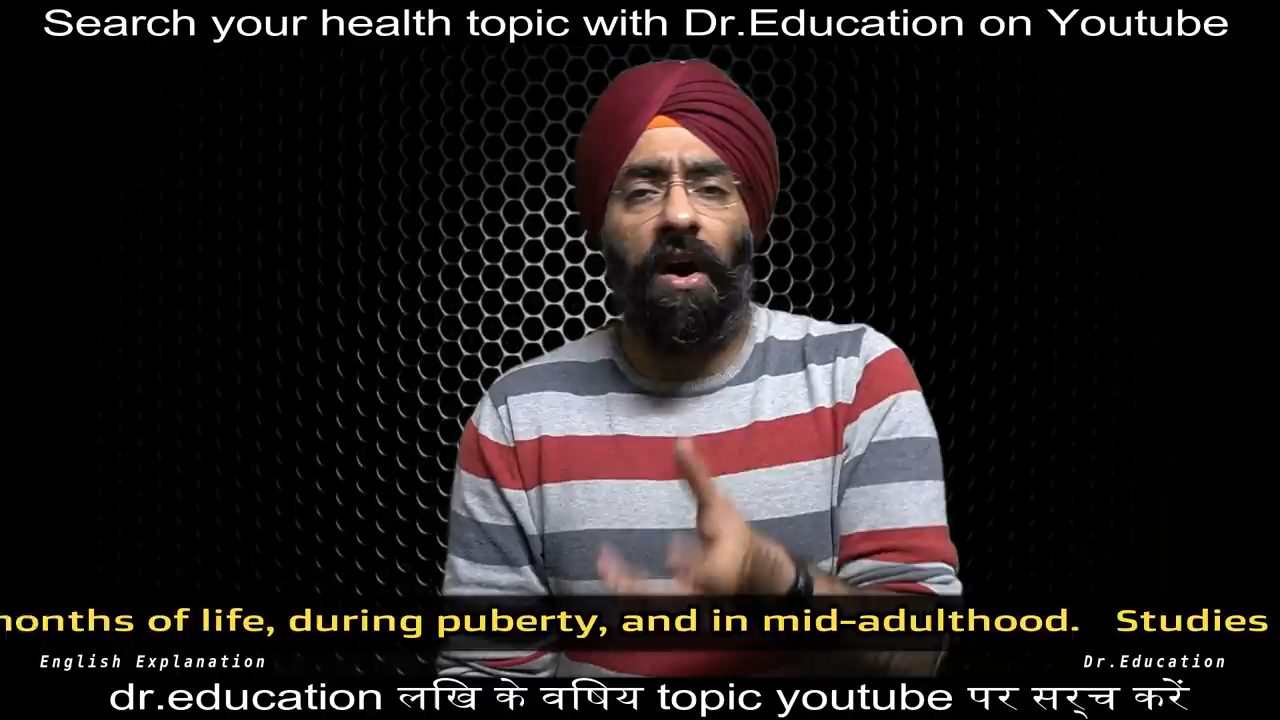 Search your health topic with Dr.Education on Youtube
of life, during puberty, and in mid-adulthood. Studies
English Explanation
Dr.Education
dr.education लखि के वषिय topic youtube पर सर्च करें